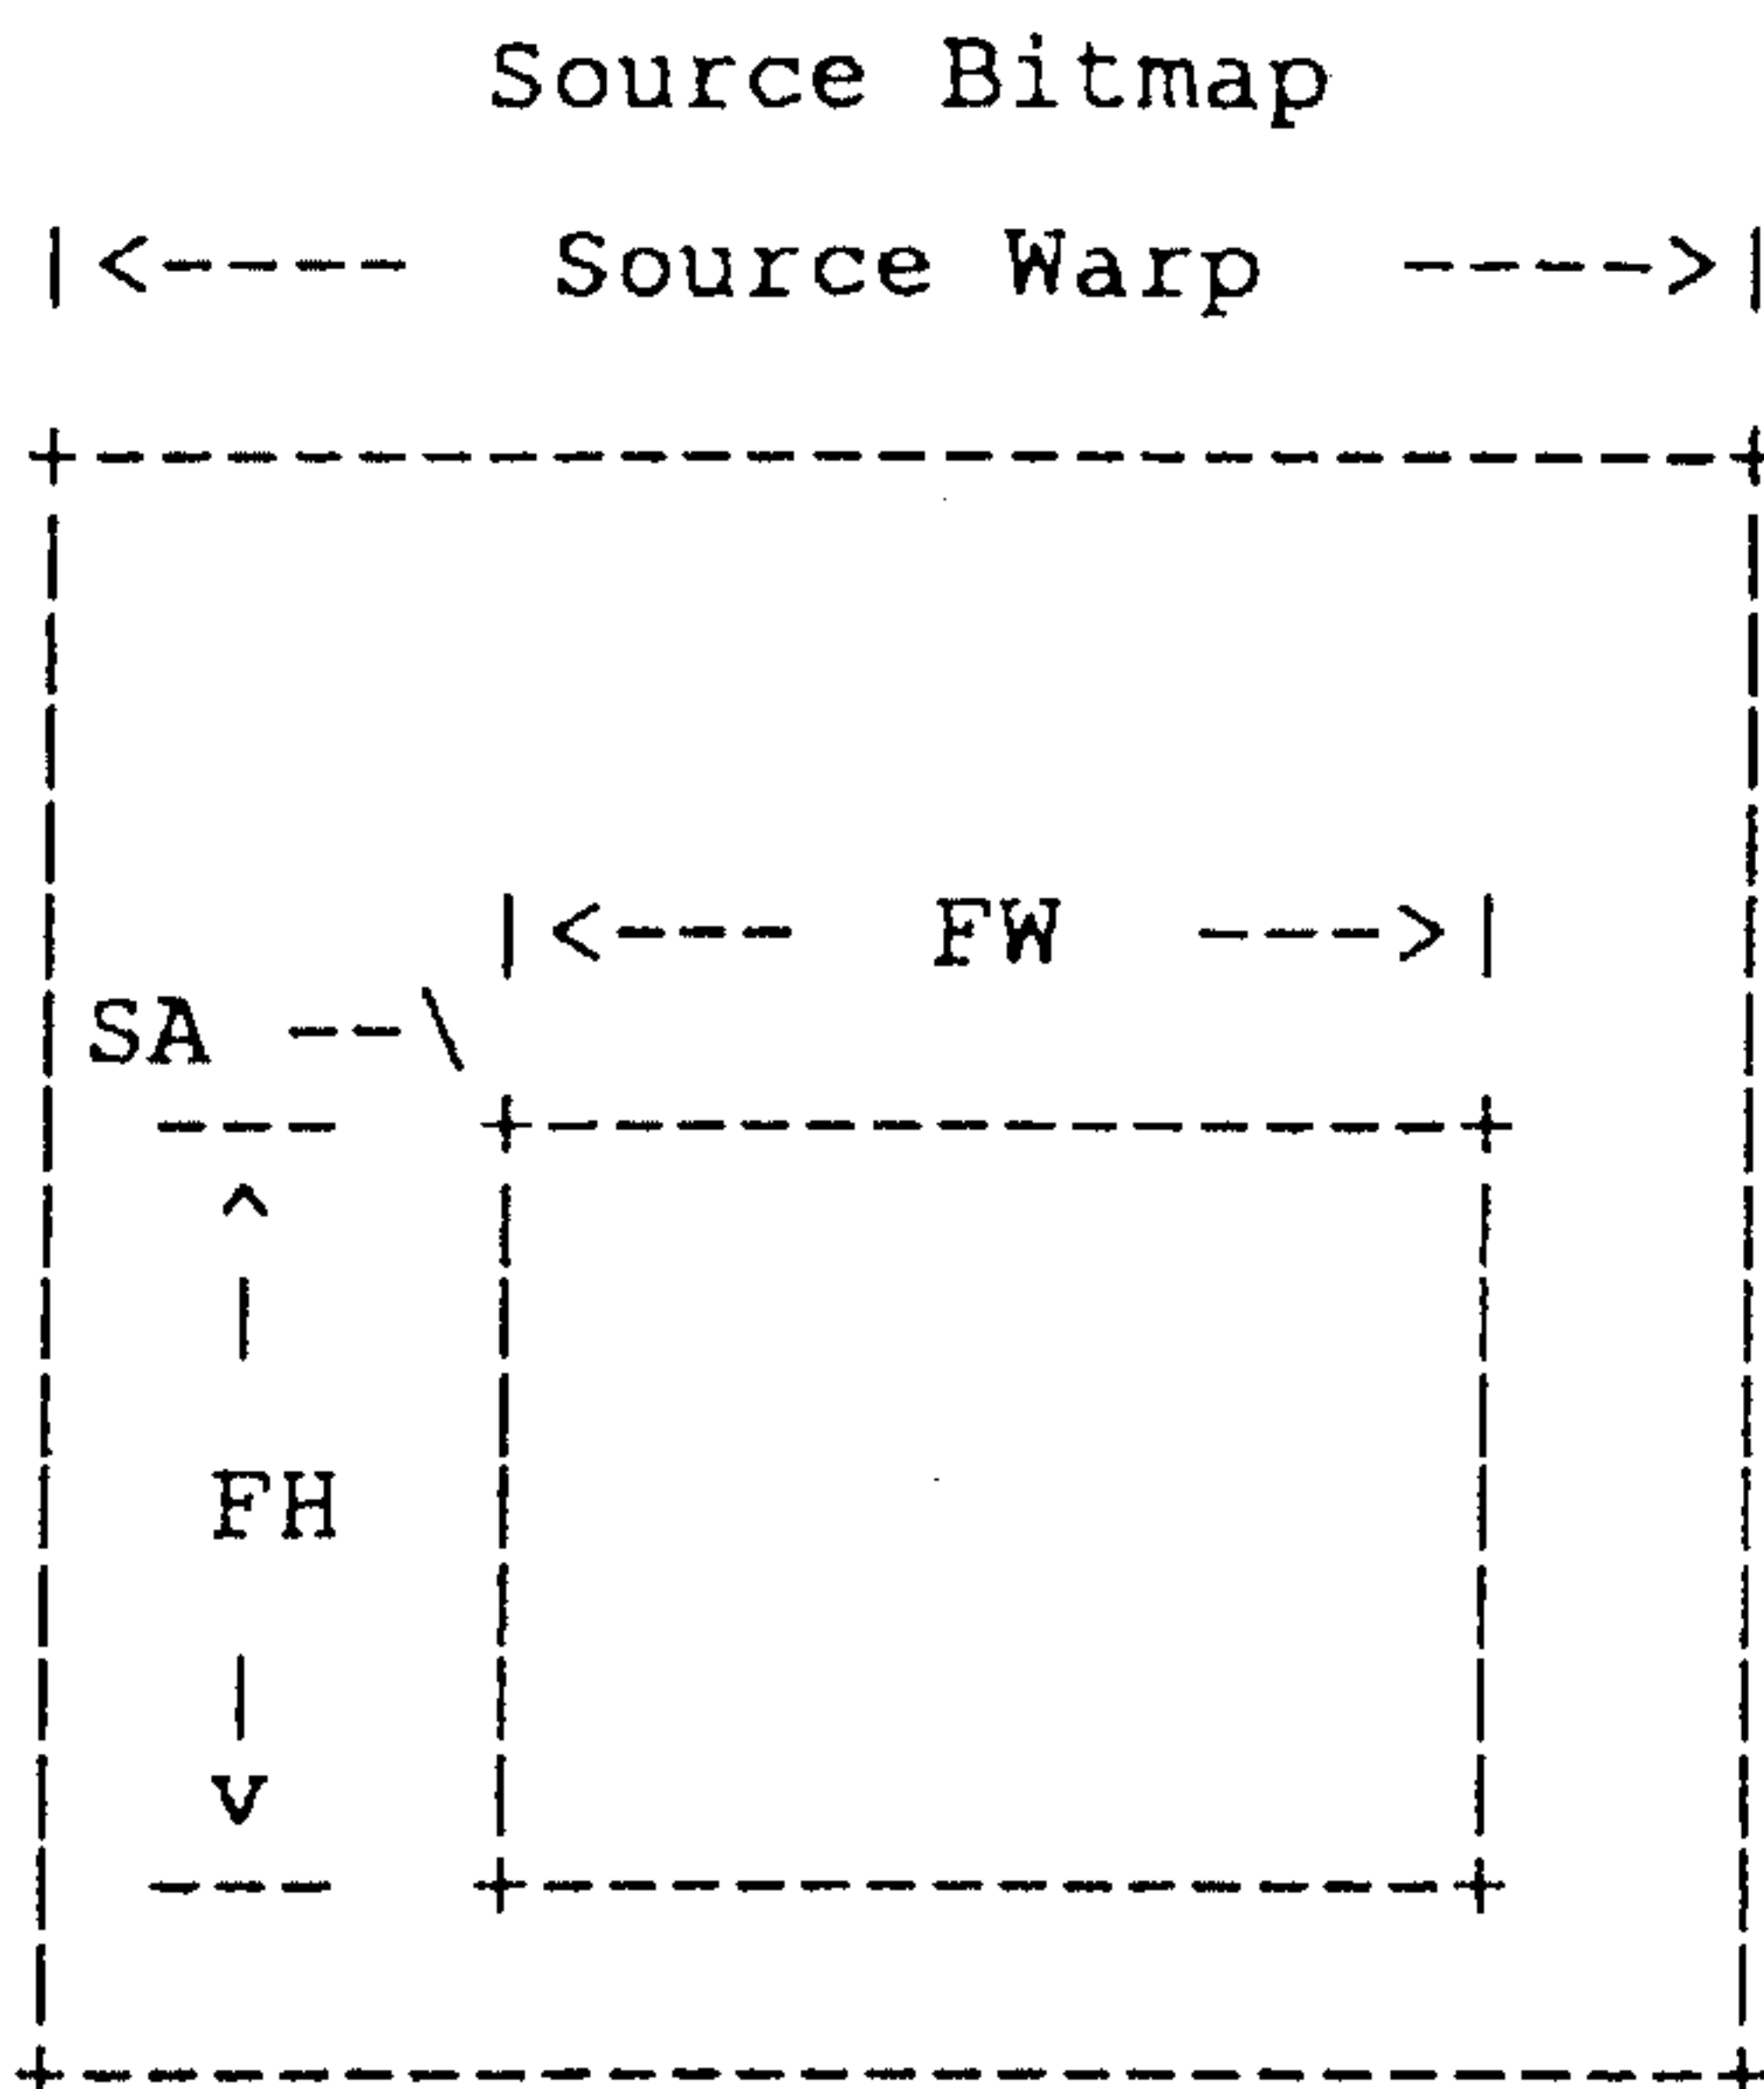 Source Bitmap
|<---- Source Warp ---->|
|<--- FW --->|
SA --\
FH